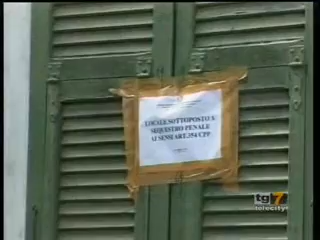 LOCALE SOTTOPOSTO A
SEQUESTRO PENALE
AI SENSI ART.354 CPP
tg7
telecity